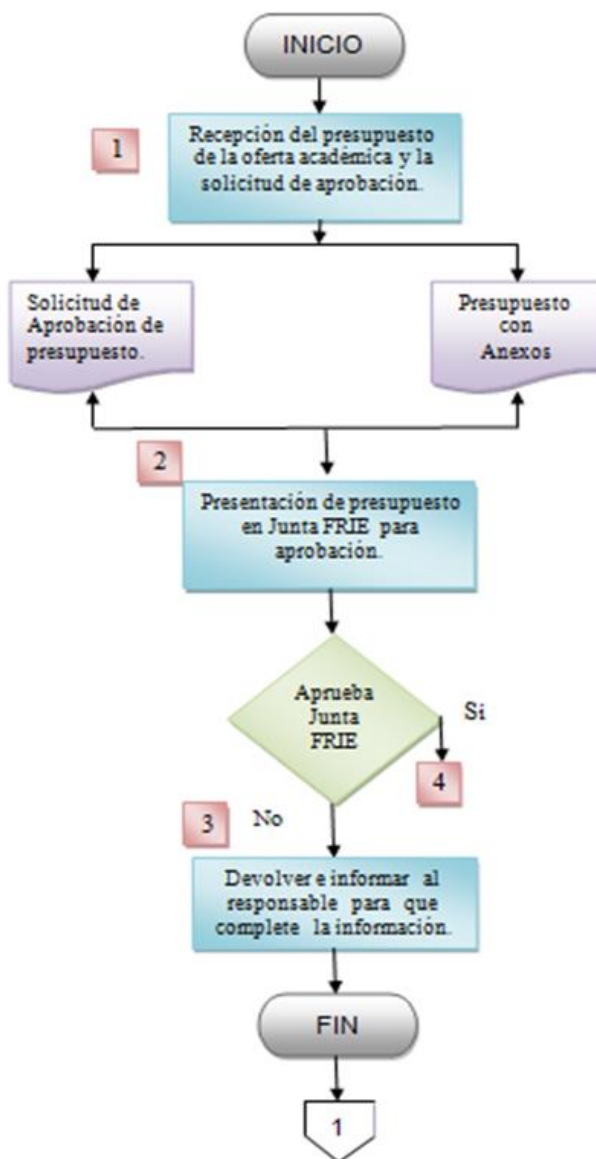 INICIO
1
Recepción del presupuesto
de la oferta académica y la
solicitud de aprobación.
Solicitud de
Aprobación de
presupuesto.
Presupuesto
con
Anexos
2
Presentación de presupuesto
en Junta FRIE para
aprobación.
Aprueba
Junta
FRIE
Si
4
3
No
Devolver e informar al
responsable para que
complete la información.
FIN
1